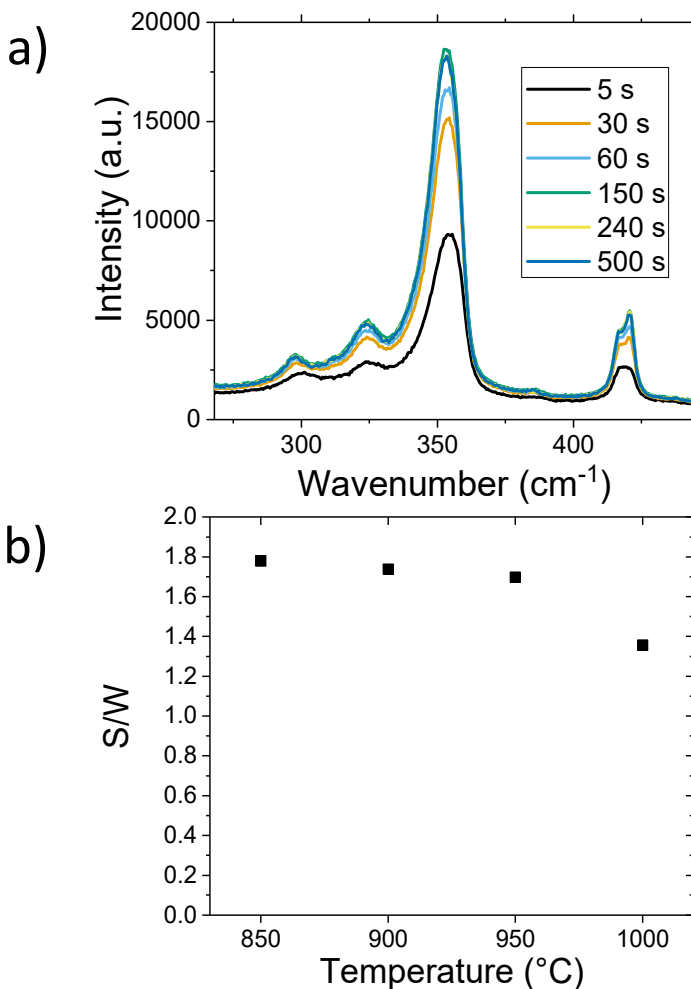 a)
20000
15000
10000
5000
0
Intensity (a.u.)
5 s
30 s
60 s
150 s
240 s
500 s
300
350
400
Wavenumber (cm⁻¹)
b)
2.0
1.8
1.6
1.4
1.2
1.0
0.8
0.6
0.4
0.2
0.0
S/W
850
900
950
1000
Temperature (°C)